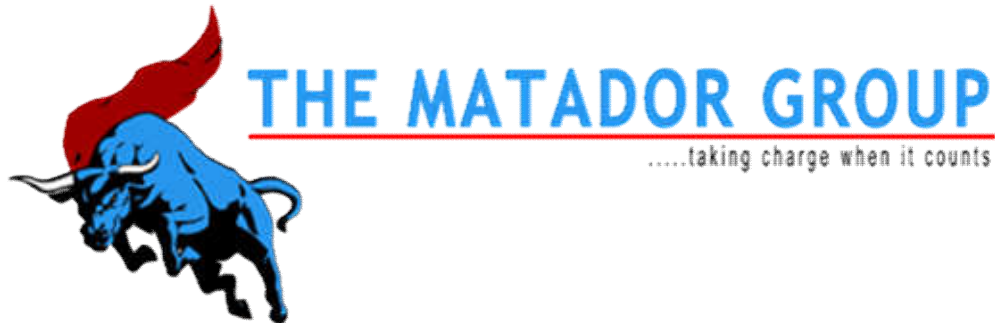 THE MATADOR GROUP
.....taking charge when it counts